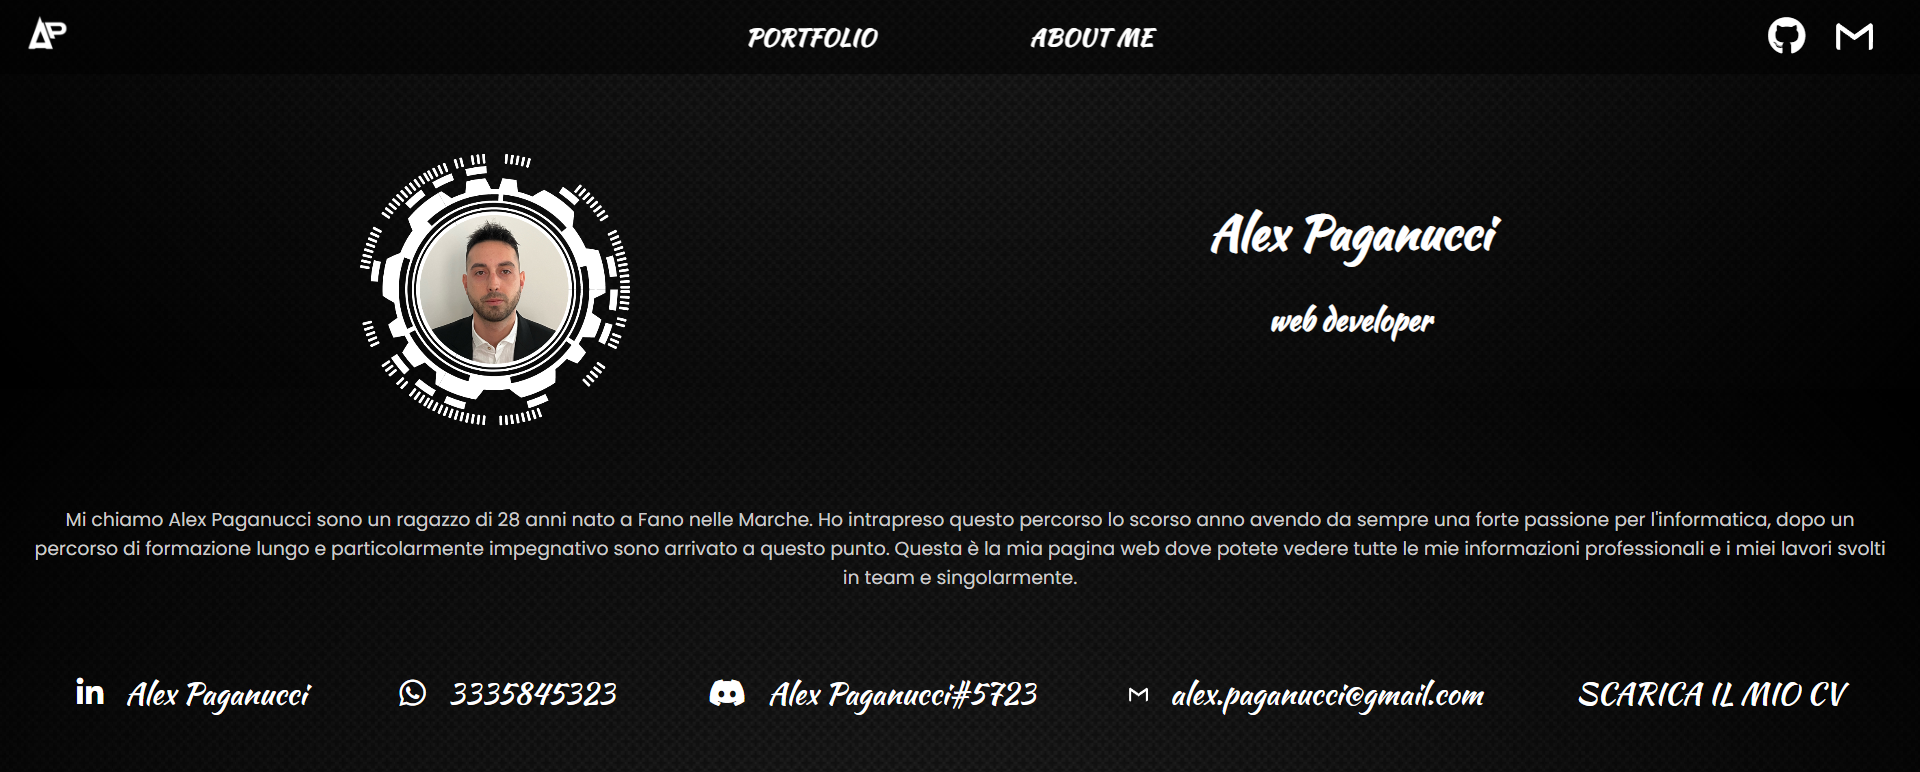 AP
PORTFOLIO
ABOUT ME
Alex Paganucci
web developer
Mi chiamo Alex Paganucci sono un ragazzo di 28 anni nato a Fano nelle Marche. Ho intrapreso questo percorso lo scorso anno avendo da sempre una forte passione per l'informatica, dopo un
percorso di formazione lungo e particolarmente impegnativo sono arrivato a questo punto. Questa è la mia pagina web dove potete vedere tutte le mie informazioni professionali e i miei lavori svolti
in team e singolarmente.
in Alex Paganucci
3335845323
Alex Paganucci#5723
alex.paganucci@gmail.com
SCARICA IL MIO CV